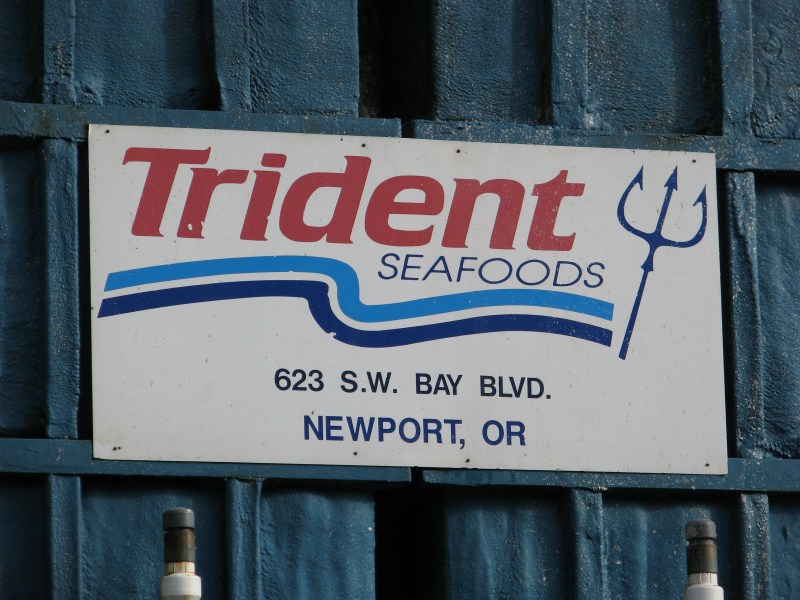 Trident
SEAFOODS
623 S.W. BAY BLVD.
NEWPORT, OR